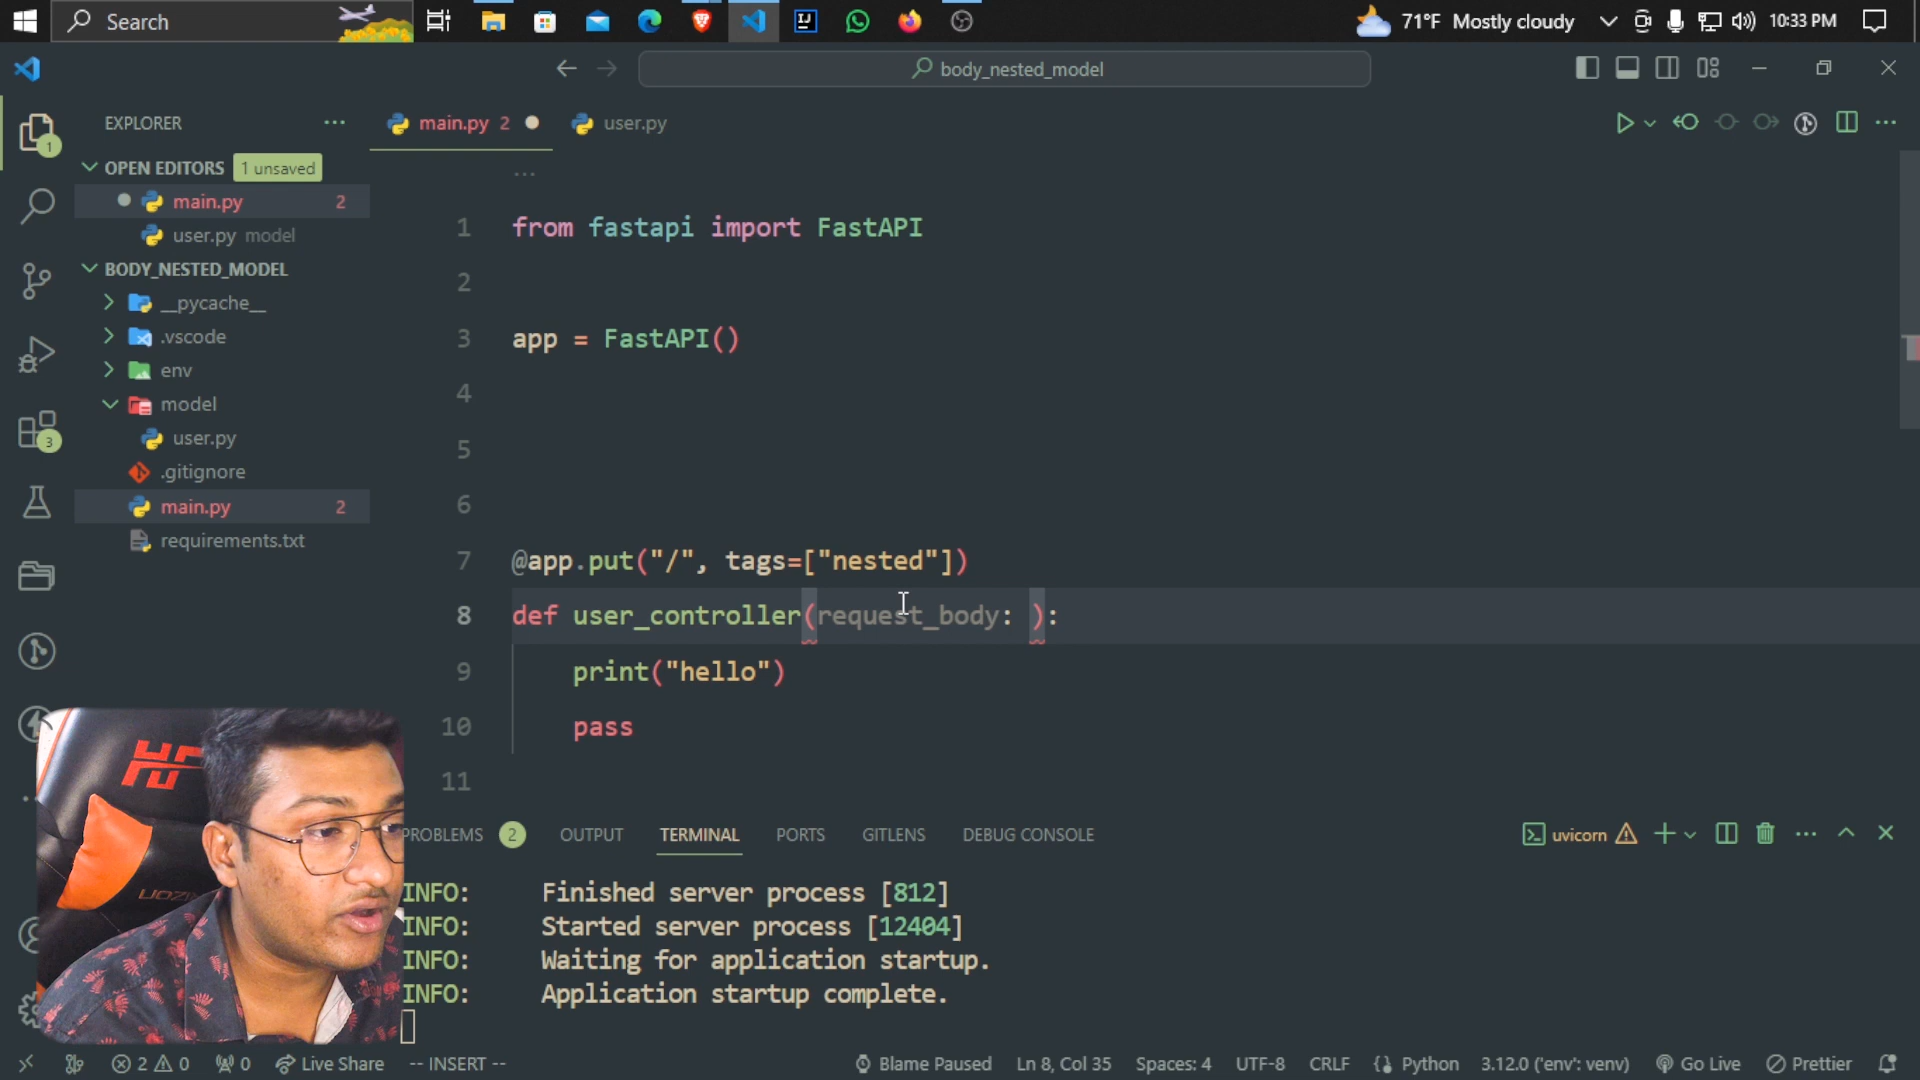 Search
71°F Mostly cloudy
10:33 PM
body_nested_model
EXPLORER
main.py 2
user.py
OPEN EDITORS 1 unsaved
main.py 2
user.py model
BODY_NESTED_MODEL
__pycache__
.vscode
env
model
user.py
.gitignore
main.py 2
requirements.txt
1 from fastapi import FastAPI
2
3 app = FastAPI()
4
5
6
7 @app.put("/", tags=["nested"])
8 def user_controller(request_body: ):
9 print("hello")
10 pass
11
PROBLEMS 2 OUTPUT TERMINAL PORTS GITLENS DEBUG CONSOLE
uvicorn
INFO: Finished server process [812]
INFO: Started server process [12404]
INFO: Waiting for application startup.
INFO: Application startup complete.
2 0 0 Live Share -- INSERT -- Blame Paused Ln 8, Col 35 Spaces: 4 UTF-8 CRLF Python 3.12.0 ('env': venv) Go Live Prettier
1
3